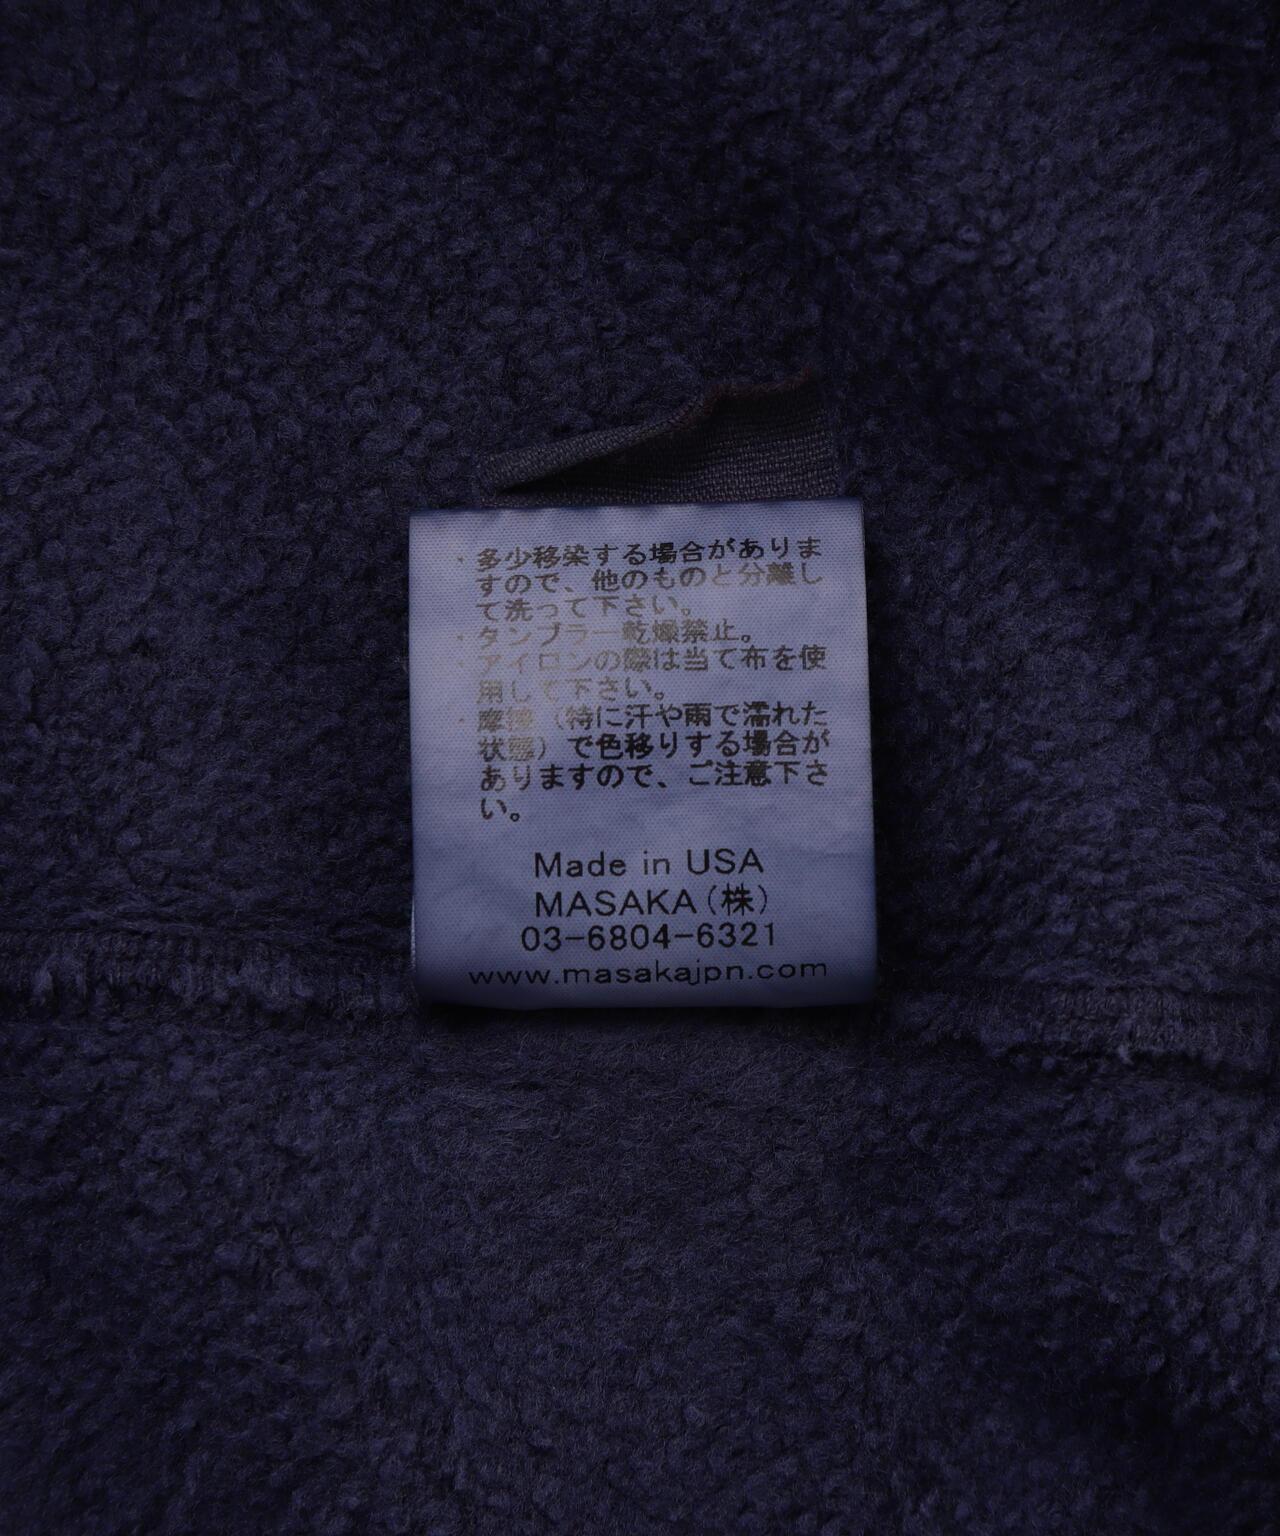 ・多少移染する場合がありま
すので、他のものと分離し
て洗って下さい。
・タンブラー乾燥禁止。
・アイロンの際は当て布を使
用して下さい。
・摩擦（特に汗や雨で濡れた
状態）で色移りする場合が
ありますので、ご注意下さ
い。
Made in USA
MASAKA（株）
03-6804-6321
www.masakajpn.com